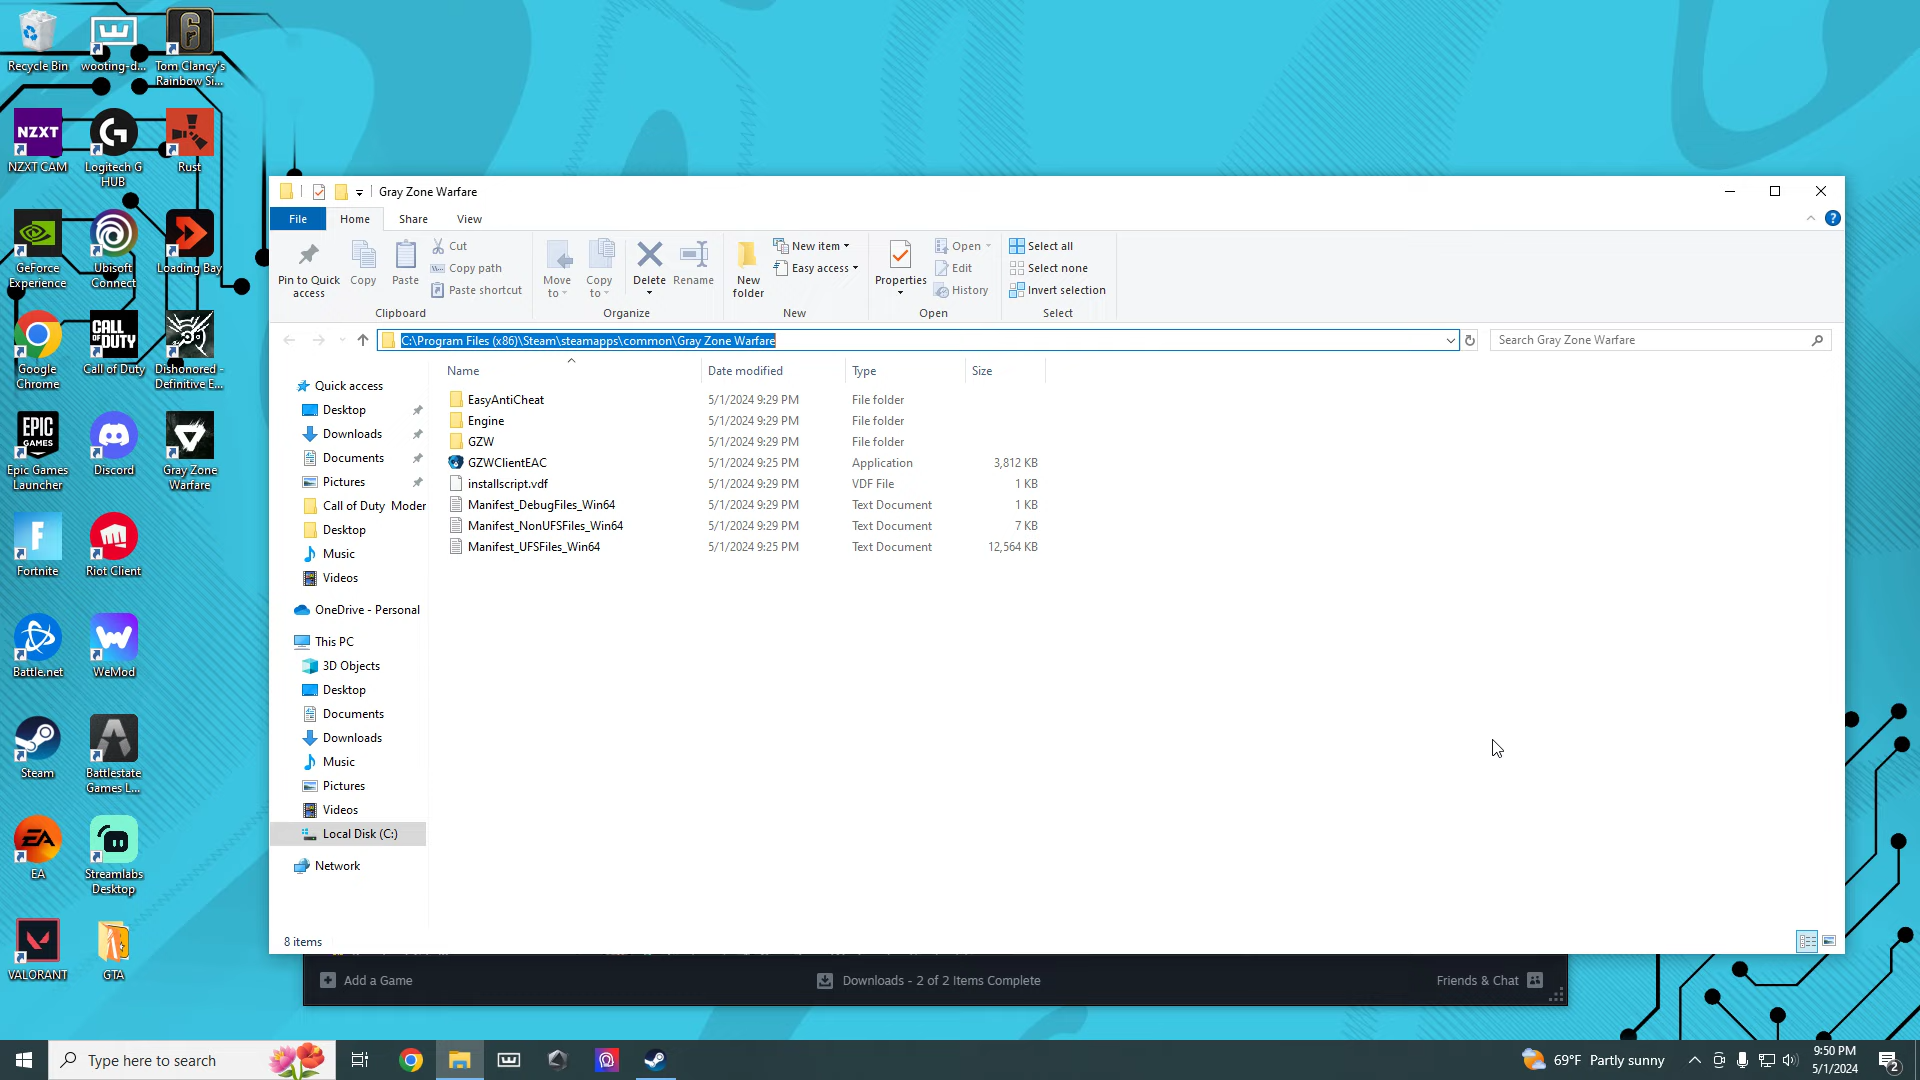 Recycle Bin
wooting-d...
Tom Clancy's
Rainbow Si...
NZXT
NZXT CAM
Logitech G
HUB
Rust
GeForce
Experience
Ubisoft
Connect
Loading Bay
Google
Chrome
CALL OF DUTY
Call of Duty
Dishonored -
Definitive E...
EPIC
GAMES
Epic Games
Launcher
Discord
Gray Zone
Warfare
Fortnite
Riot Client
Battle.net
WeMod
Steam
Battlestate
Games L...
EA
EA
Streamlabs
Desktop
VALORANT
GTA
Gray Zone Warfare
File
Home
Share
View
Pin to Quick
access
Copy
Paste
Cut
Copy path
Paste shortcut
Clipboard
Move
to
Copy
to
Delete
Rename
Organize
New
folder
New item
Easy access
New
Properties
Open
Edit
History
Open
Select all
Select none
Invert selection
Select
C:\Program Files (x86)\Steam\steamapps\common\Gray Zone Warfare
Search Gray Zone Warfare
Quick access
Desktop
Downloads
Documents
Pictures
Call of Duty Moder
Desktop
Music
Videos
OneDrive - Personal
This PC
3D Objects
Desktop
Documents
Downloads
Music
Pictures
Videos
Local Disk (C:)
Network
Name Date modified Type Size
EasyAntiCheat 5/1/2024 9:29 PM File folder
Engine 5/1/2024 9:29 PM File folder
GZW 5/1/2024 9:29 PM File folder
GZWClientEAC 5/1/2024 9:25 PM Application 3,812 KB
installscript.vdf 5/1/2024 9:29 PM VDF File 1 KB
Manifest_DebugFiles_Win64 5/1/2024 9:29 PM Text Document 1 KB
Manifest_NonUFSFiles_Win64 5/1/2024 9:29 PM Text Document 7 KB
Manifest_UFSFiles_Win64 5/1/2024 9:25 PM Text Document 12,564 KB
8 items
Add a Game
Downloads - 2 of 2 Items Complete
Friends & Chat
Type here to search
69°F Partly sunny
9:50 PM
5/1/2024
2